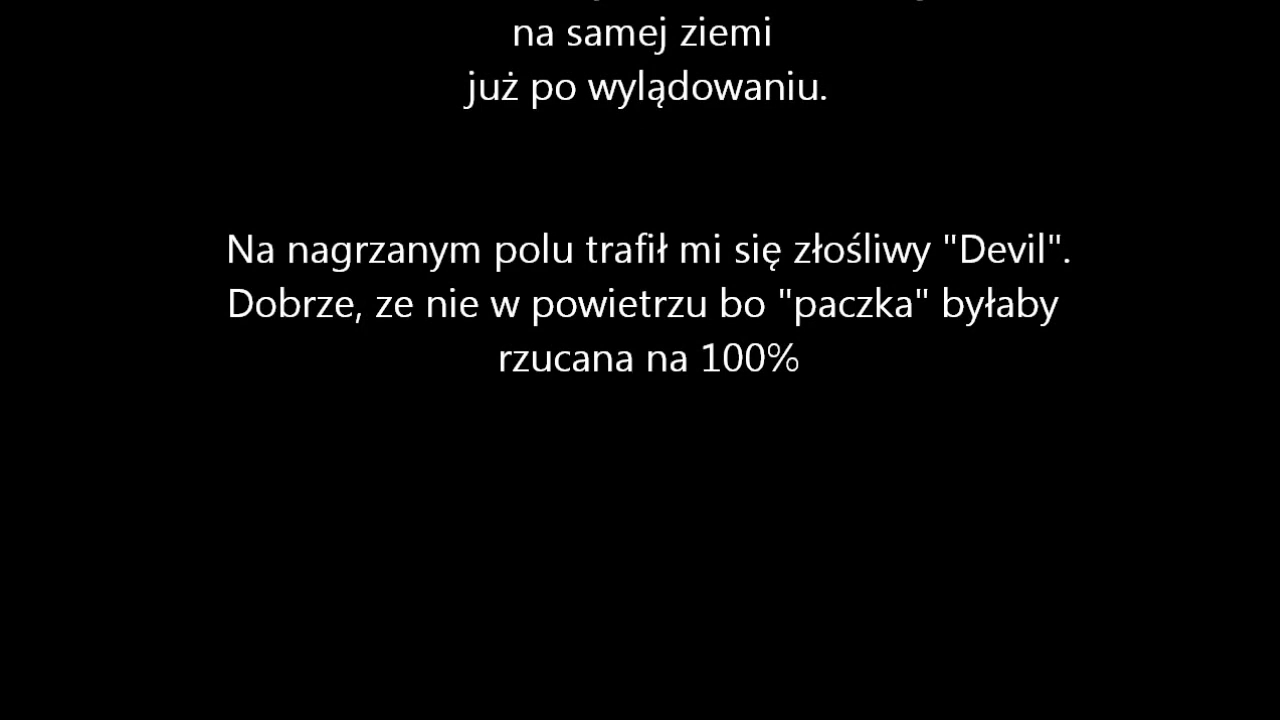 na samej ziemi
już po wylądowaniu.
Na nagrzanym polu trafił mi się złośliwy "Devil".
Dobrze, ze nie w powietrzu bo "paczka" byłaby
rzucana na 100%